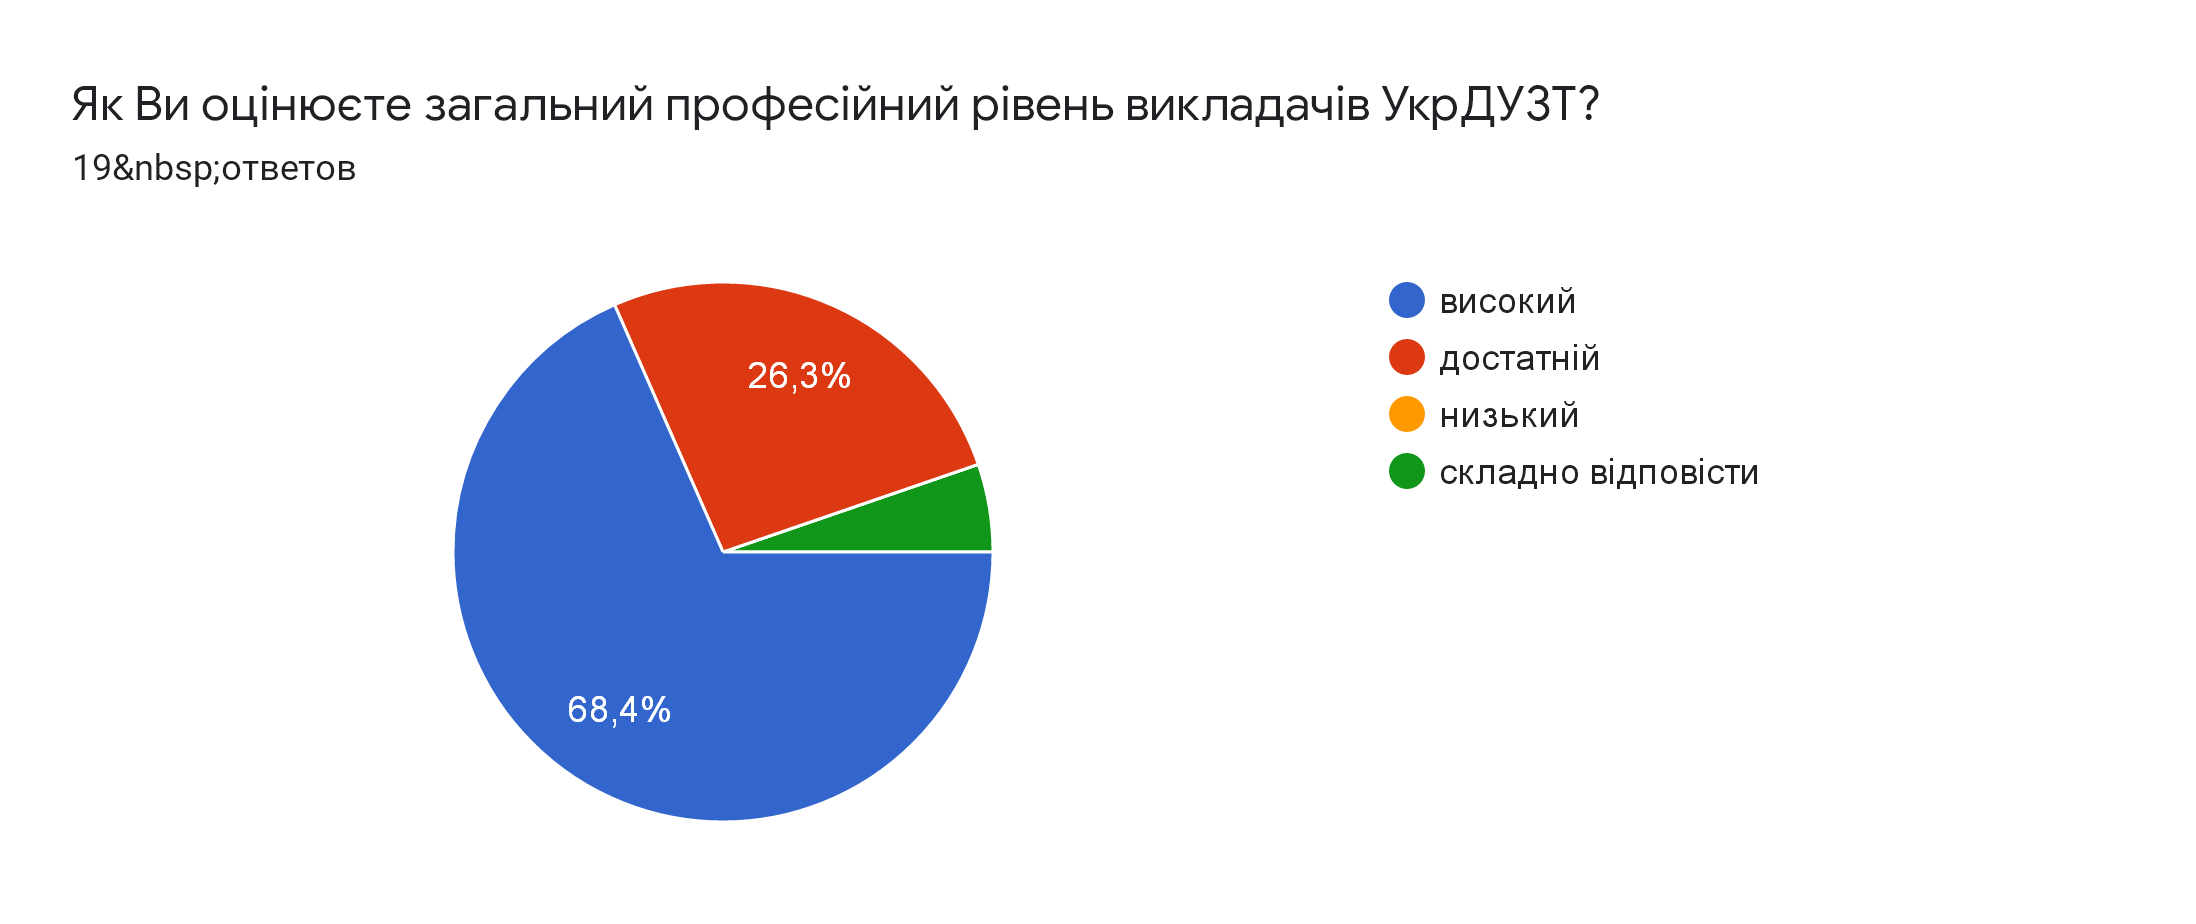 Як Ви оцінюєте загальний професійний рівень викладачів УкрДУЗТ?
19&nbsp;ответов
високий
достатній
низький
складно відповісти
26,3%
68,4%